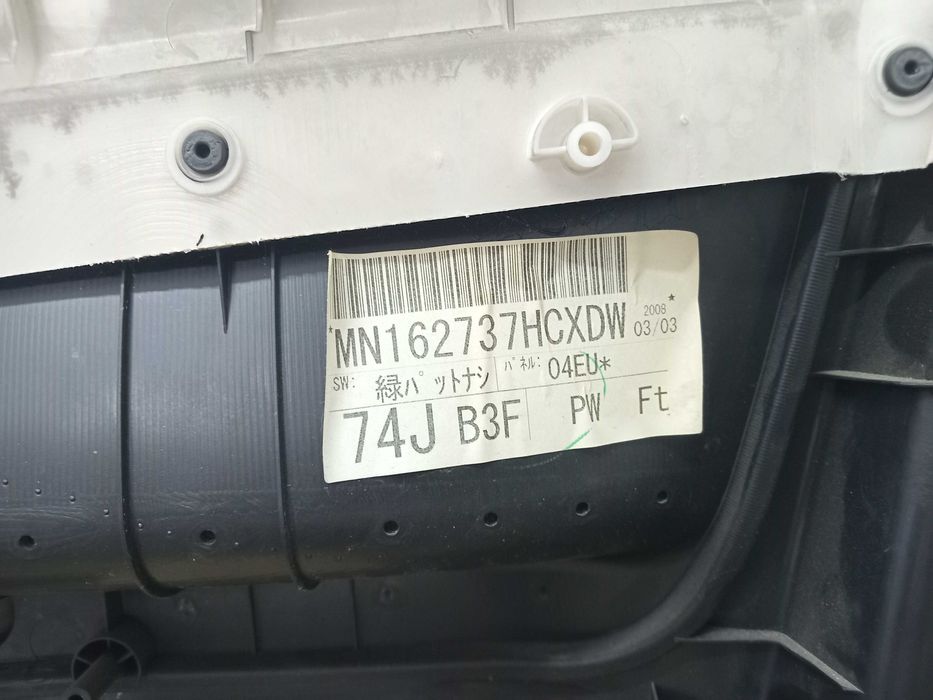 *MN162737HCXDW*
2008
03/03
SW: 緑パットナシ パネル: 04EU*
74J B3F PW Ft